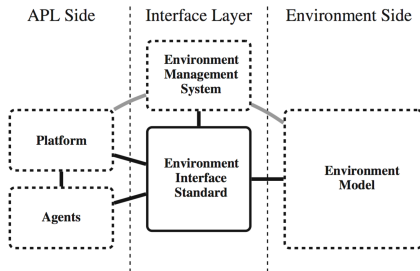 APL Side
Interface Layer
Environment Side
Environment
Management
System
Platform
Environment
Interface
Standard
Environment
Model
Agents